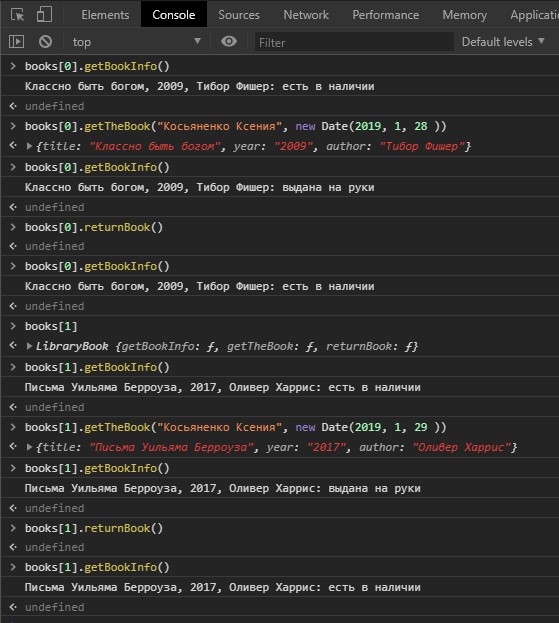 Elements Console Sources Network Performance Memory Applicati
top Filter Default levels
books[0].getBookInfo()
Классно быть богом, 2009, Тибор Фишер: есть в наличии
undefined
books[0].getTheBook("Косьяненко Ксения", new Date(2019, 1, 28 ))
{title: "Классно быть богом", year: "2009", author: "Тибор Фишер"}
books[0].getBookInfo()
Классно быть богом, 2009, Тибор Фишер: выдана на руки
undefined
books[0].returnBook()
undefined
books[0].getBookInfo()
Классно быть богом, 2009, Тибор Фишер: есть в наличии
undefined
books[1]
LibraryBook {getBookInfo: ƒ, getTheBook: ƒ, returnBook: ƒ}
books[1].getBookInfo()
Письма Уильяма Берроуза, 2017, Оливер Харрис: есть в наличии
undefined
books[1].getTheBook("Косьяненко Ксения", new Date(2019, 1, 29 ))
{title: "Письма Уильяма Берроуза", year: "2017", author: "Оливер Харрис"}
books[1].getBookInfo()
Письма Уильяма Берроуза, 2017, Оливер Харрис: выдана на руки
undefined
books[1].returnBook()
undefined
books[1].getBookInfo()
Письма Уильяма Берроуза, 2017, Оливер Харрис: есть в наличии
undefined